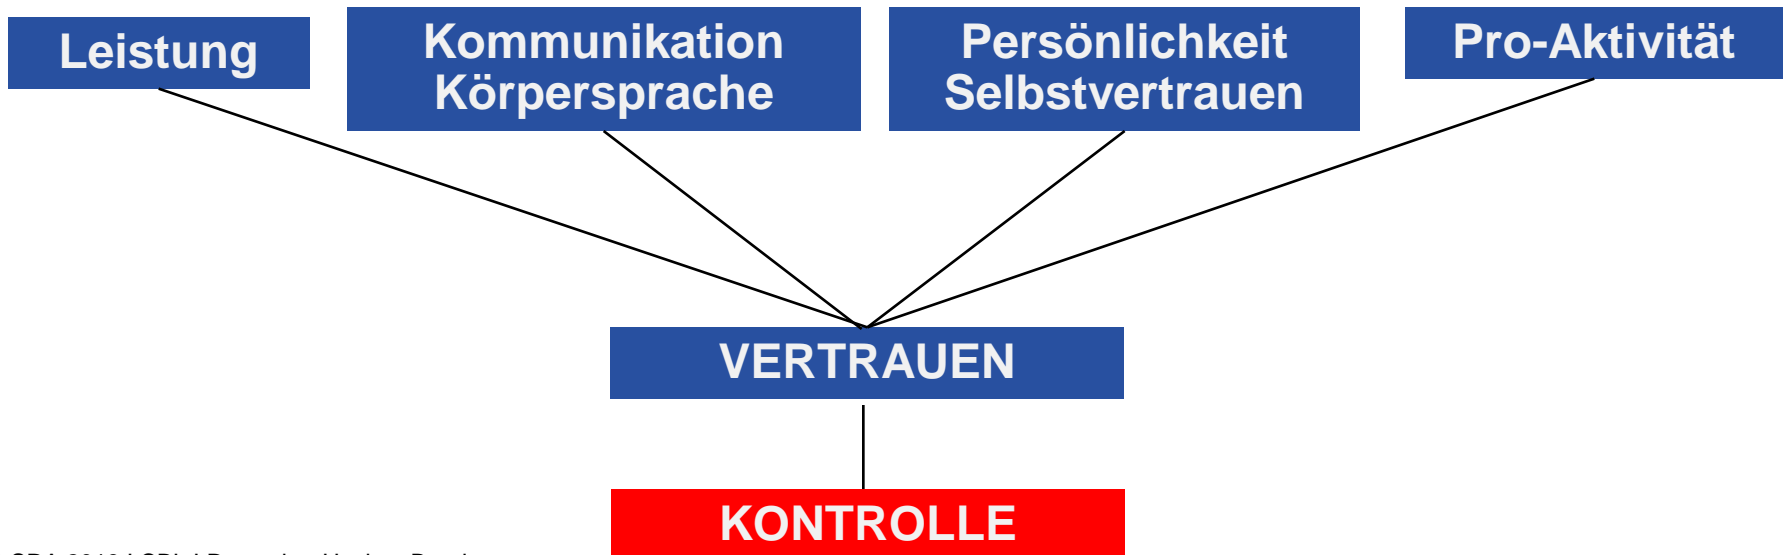 Leistung
Kommunikation
Körpersprache
Persönlichkeit
Selbstvertrauen
Pro-Aktivität
VERTRAUEN
KONTROLLE